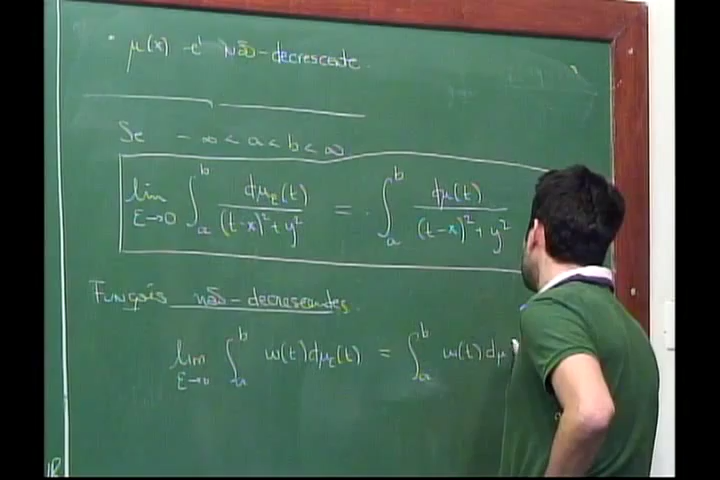 • μ(x) é não-decrescente.
Se -∞ < a < b < ∞
lim ε→0 ∫_a^b dμ_ε(t) / ((t-x)² + y²) = ∫_a^b dμ(t) / ((t-x)² + y²)
Funções não-decrescentes
lim ε→0 ∫_a^b w(t) dμ_ε(t) = ∫_a^b w(t) dμ